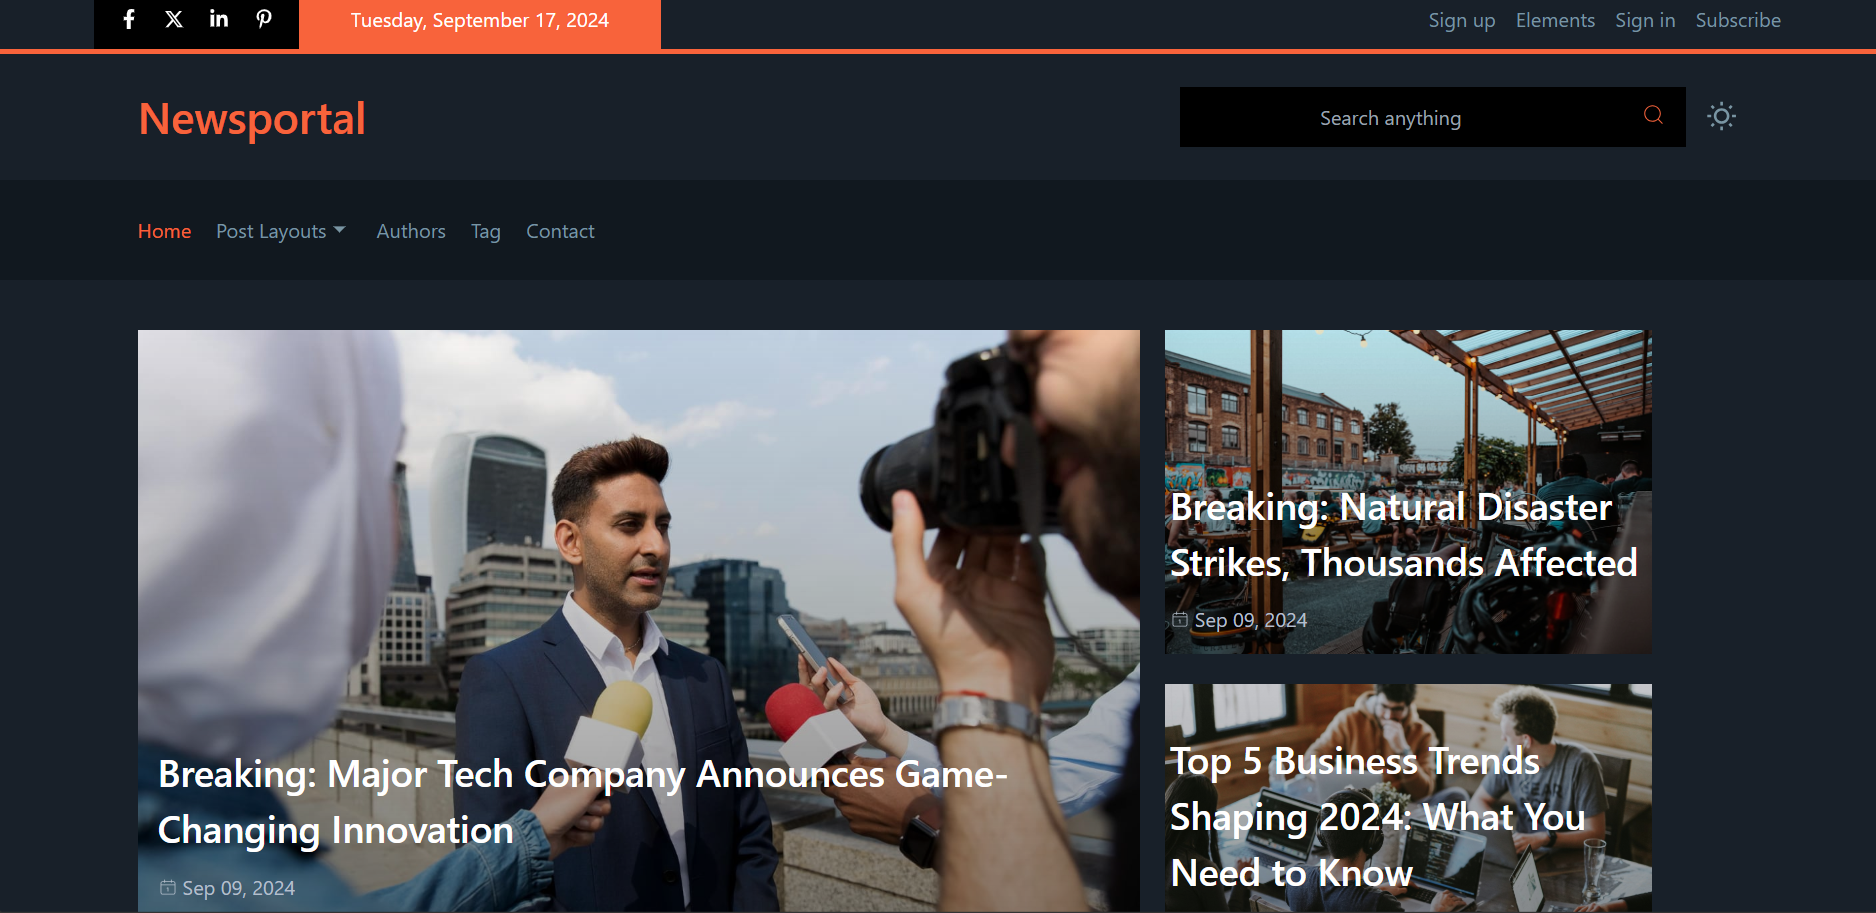 Tuesday, September 17, 2024
Sign up Elements Sign in Subscribe
Newsportal
Search anything
Home Post Layouts Authors Tag Contact
Breaking: Major Tech Company Announces Game-
Changing Innovation
Sep 09, 2024
Breaking: Natural Disaster
Strikes, Thousands Affected
Sep 09, 2024
Top 5 Business Trends
Shaping 2024: What You
Need to Know